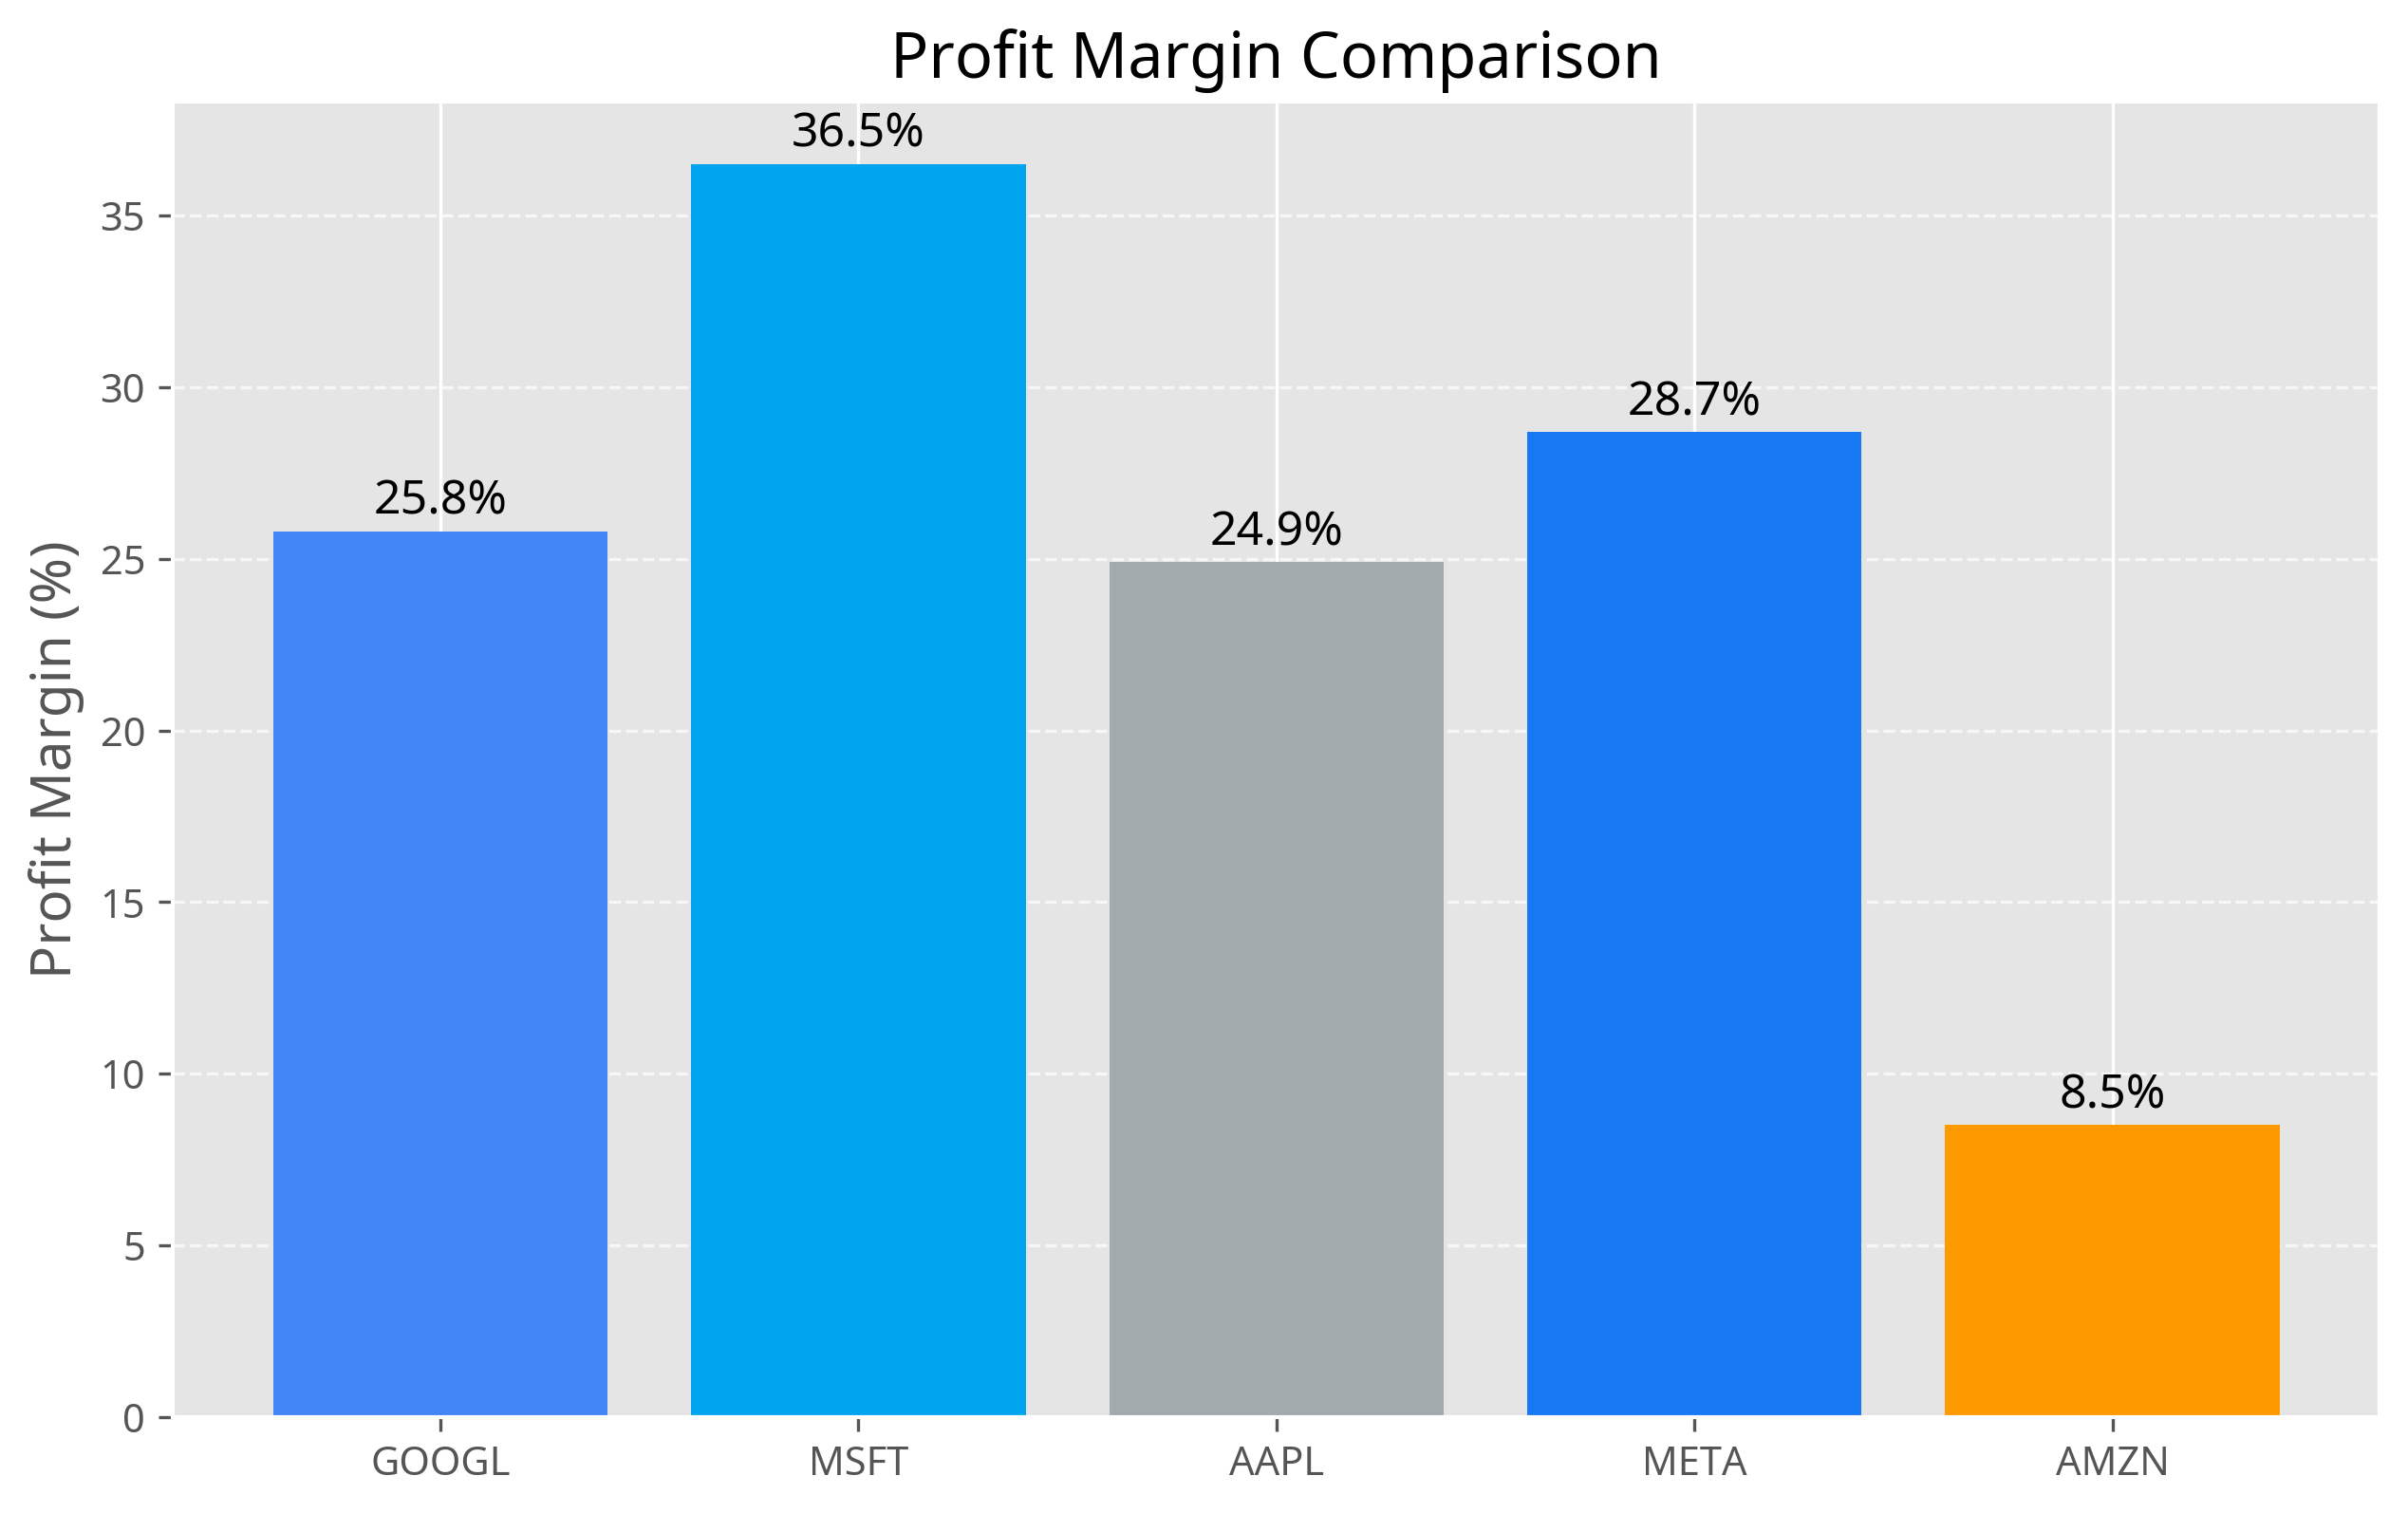 Profit Margin Comparison
Profit Margin (%)
35
30
25
20
15
10
5
0
25.8%
36.5%
24.9%
28.7%
8.5%
GOOGL
MSFT
AAPL
META
AMZN